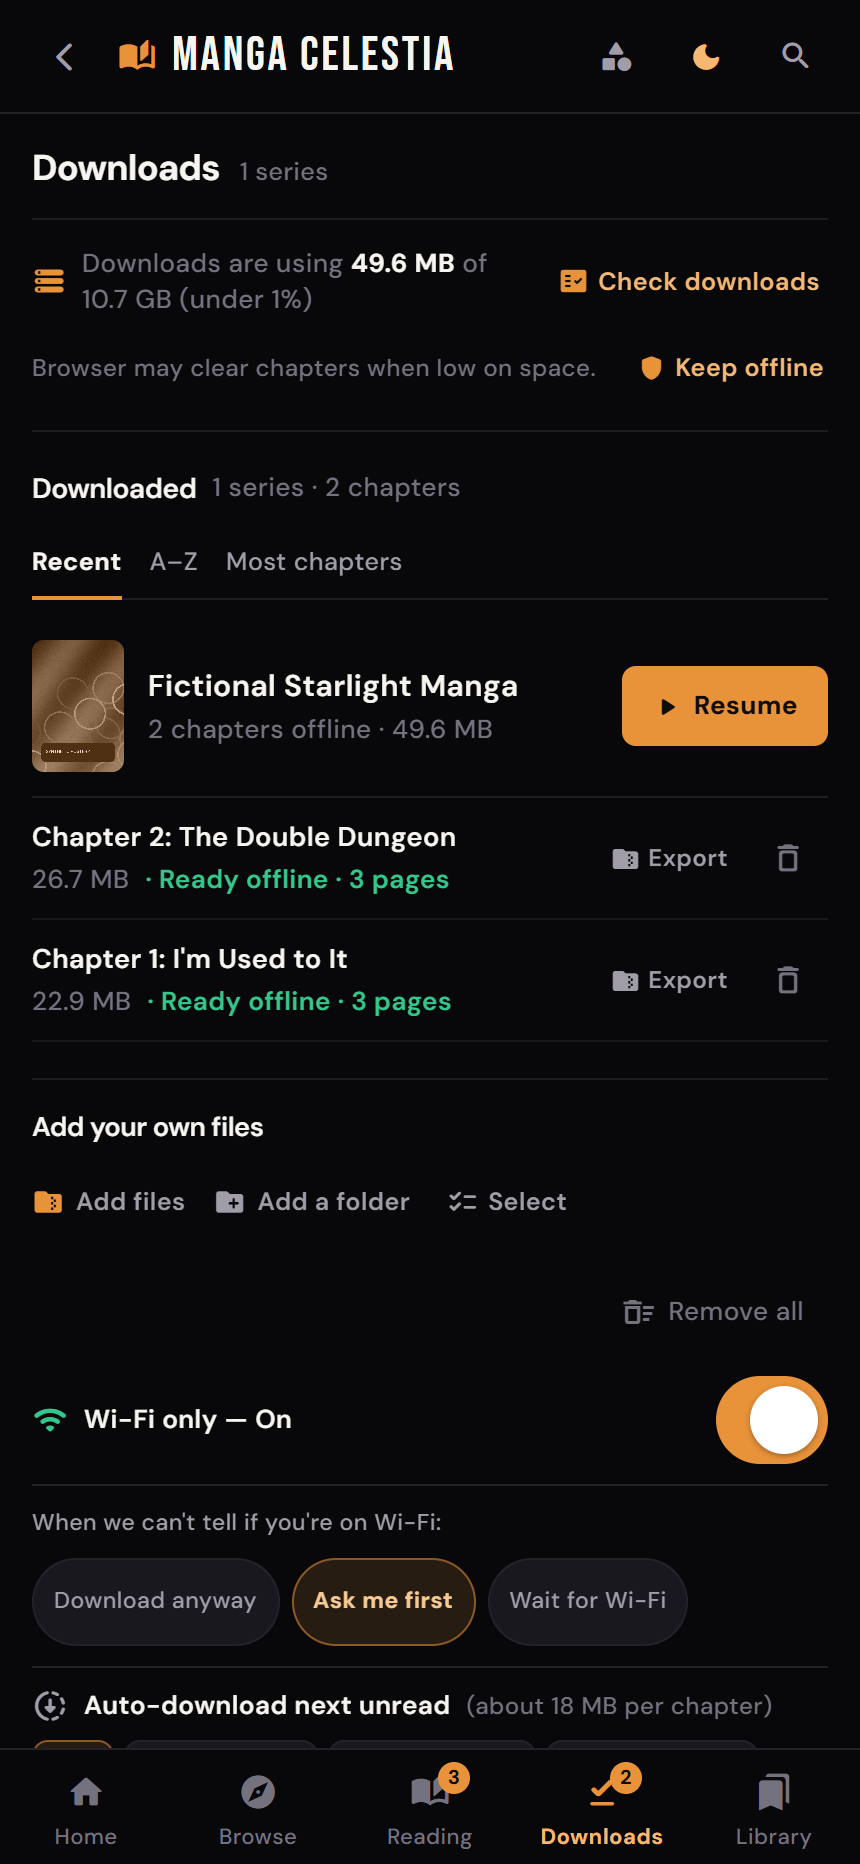 MANGA CELESTIA
Downloads 1 series
Downloads are using 49.6 MB of
10.7 GB (under 1%)
Check downloads
Browser may clear chapters when low on space.
Keep offline
Downloaded 1 series · 2 chapters
Recent A–Z Most chapters
Fictional Starlight Manga
2 chapters offline · 49.6 MB
Resume
Chapter 2: The Double Dungeon
26.7 MB · Ready offline · 3 pages
Export
Chapter 1: I'm Used to It
22.9 MB · Ready offline · 3 pages
Export
Add your own files
Add files Add a folder Select
Remove all
Wi-Fi only — On
When we can't tell if you're on Wi-Fi:
Download anyway Ask me first Wait for Wi-Fi
Auto-download next unread (about 18 MB per chapter)
3 2
Home Browse Reading Downloads Library